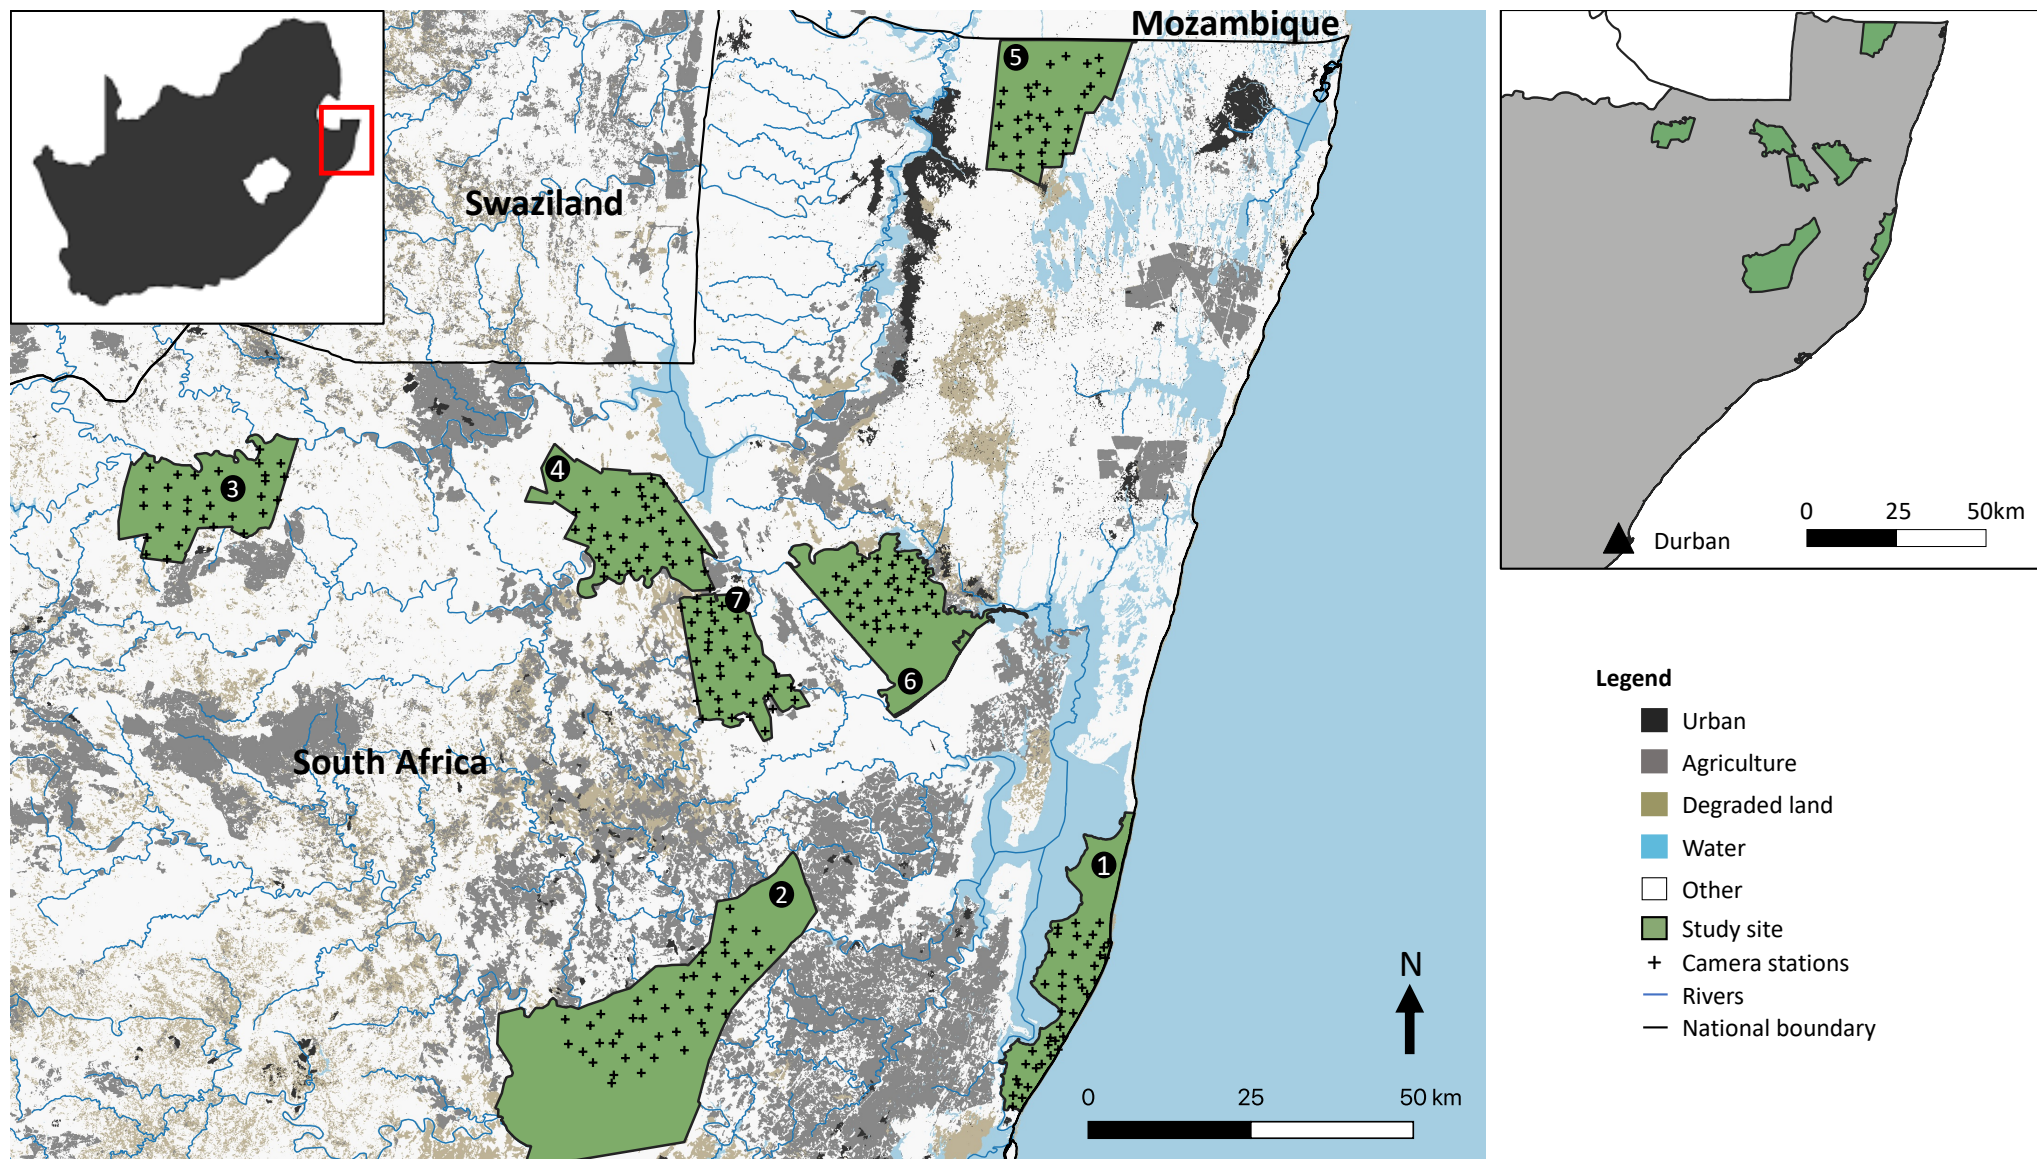 Mozambique
5
Swaziland
3
4
7
6
South Africa
2
1
N
0 25 50 km
Durban
0 25 50km
Legend
Urban
Agriculture
Degraded land
Water
Other
Study site
Camera stations
Rivers
National boundary